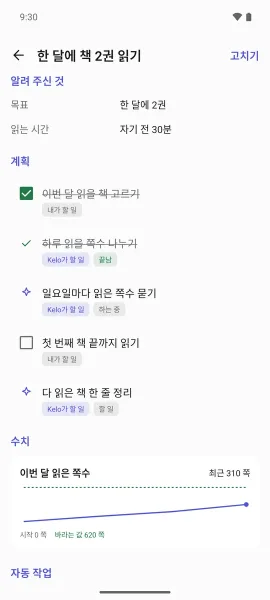 9:30
한 달에 책 2권 읽기 고치기
알려 주신 것
목표 한 달에 2권
읽는 시간 자기 전 30분
계획
이번 달 읽을 책 고르기
내가 할 일
하루 읽을 쪽수 나누기
Kelo가 할 일 끝남
일요일마다 읽은 쪽수 묻기
Kelo가 할 일 하는 중
첫 번째 책 끝까지 읽기
내가 할 일
다 읽은 책 한 줄 정리
Kelo가 할 일 할 일
수치
이번 달 읽은 쪽수 최근 310 쪽
시작 0 쪽 바라는 값 620 쪽
자동 작업